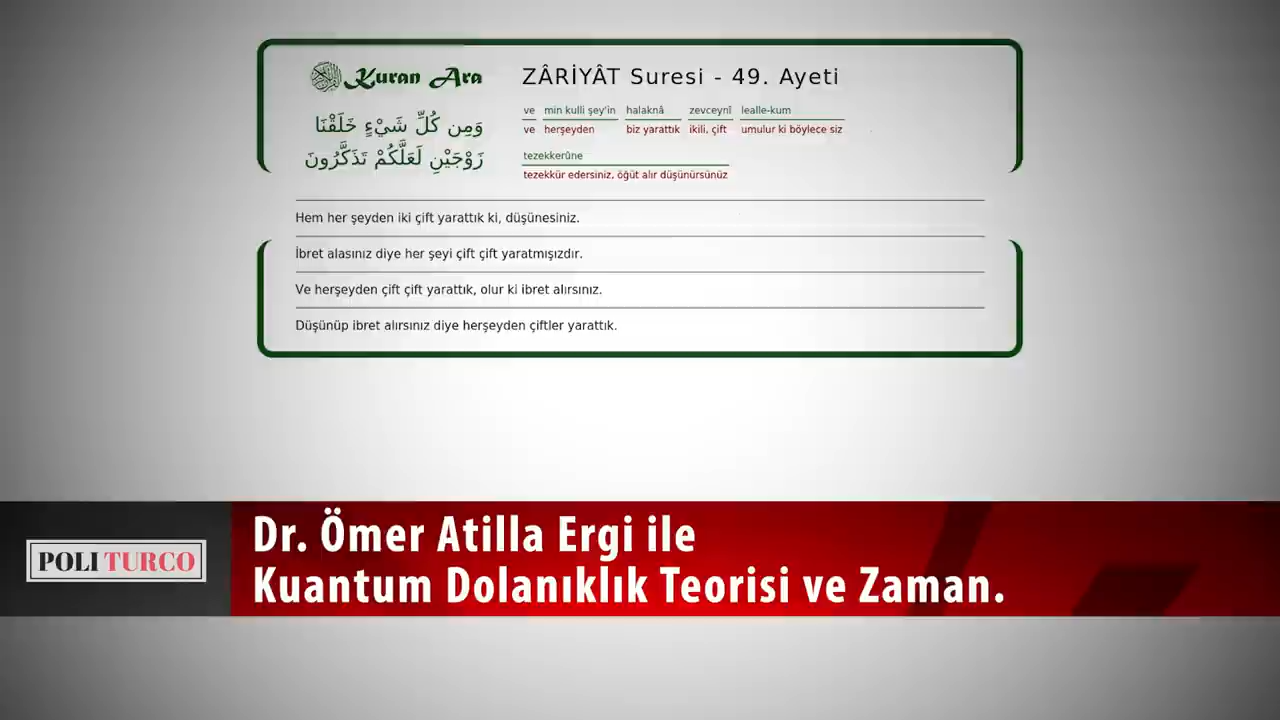 Kuran Ara
وَمِن كُلِّ شَيْءٍ خَلَقْنَا
زَوْجَيْنِ لَعَلَّكُمْ تَذَكَّرُونَ
ZÂRİYÂT Suresi - 49. Ayeti
ve min kulli şey'in halaknâ zevceynî lealle-kum
ve herşeyden biz yarattık ikili, çift umulur ki böylece siz
tezekkerûne
tezekkür edersiniz, öğüt alır düşünürsünüz
Hem her şeyden iki çift yarattık ki, düşünesiniz.
İbret alasınız diye her şeyi çift çift yaratmışızdır.
Ve herşeyden çift çift yarattık, olur ki ibret alırsınız.
Düşünüp ibret alırsınız diye herşeyden çiftler yarattık.
POLITURCO
Dr. Ömer Atilla Ergi ile
Kuantum Dolanıklık Teorisi ve Zaman.